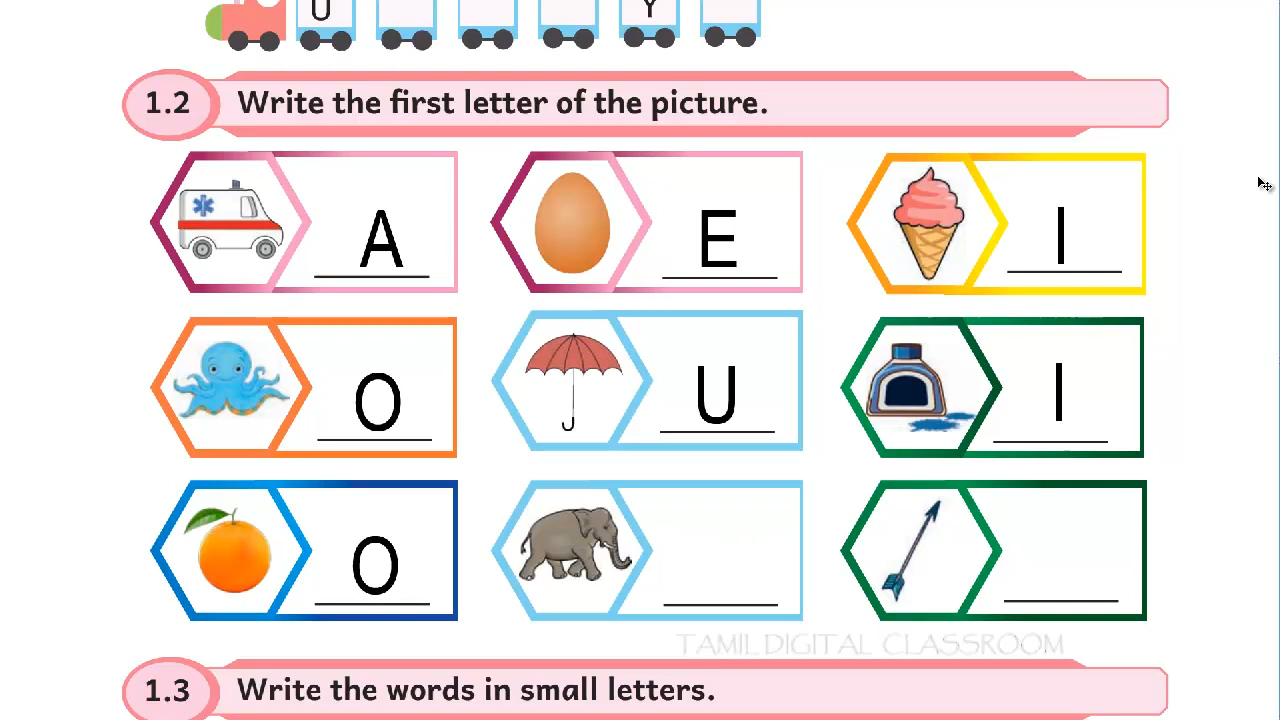 U Y
1.2 Write the first letter of the picture.
A E I
O U I
O
TAMIL DIGITAL CLASSROOM
1.3 Write the words in small letters.